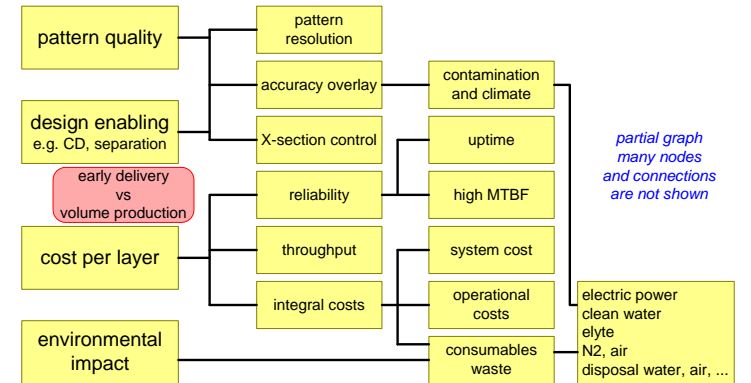 pattern quality
pattern
resolution
accuracy overlay
contamination
and climate
design enabling
e.g. CD, separation
X-section control
uptime
partial graph
many nodes
and connections
are not shown
early delivery
vs
volume production
reliability
high MTBF
cost per layer
throughput
system cost
integral costs
operational
costs
environmental
impact
consumables
waste
electric power
clean water
elyte
N2, air
disposal water, air, ...